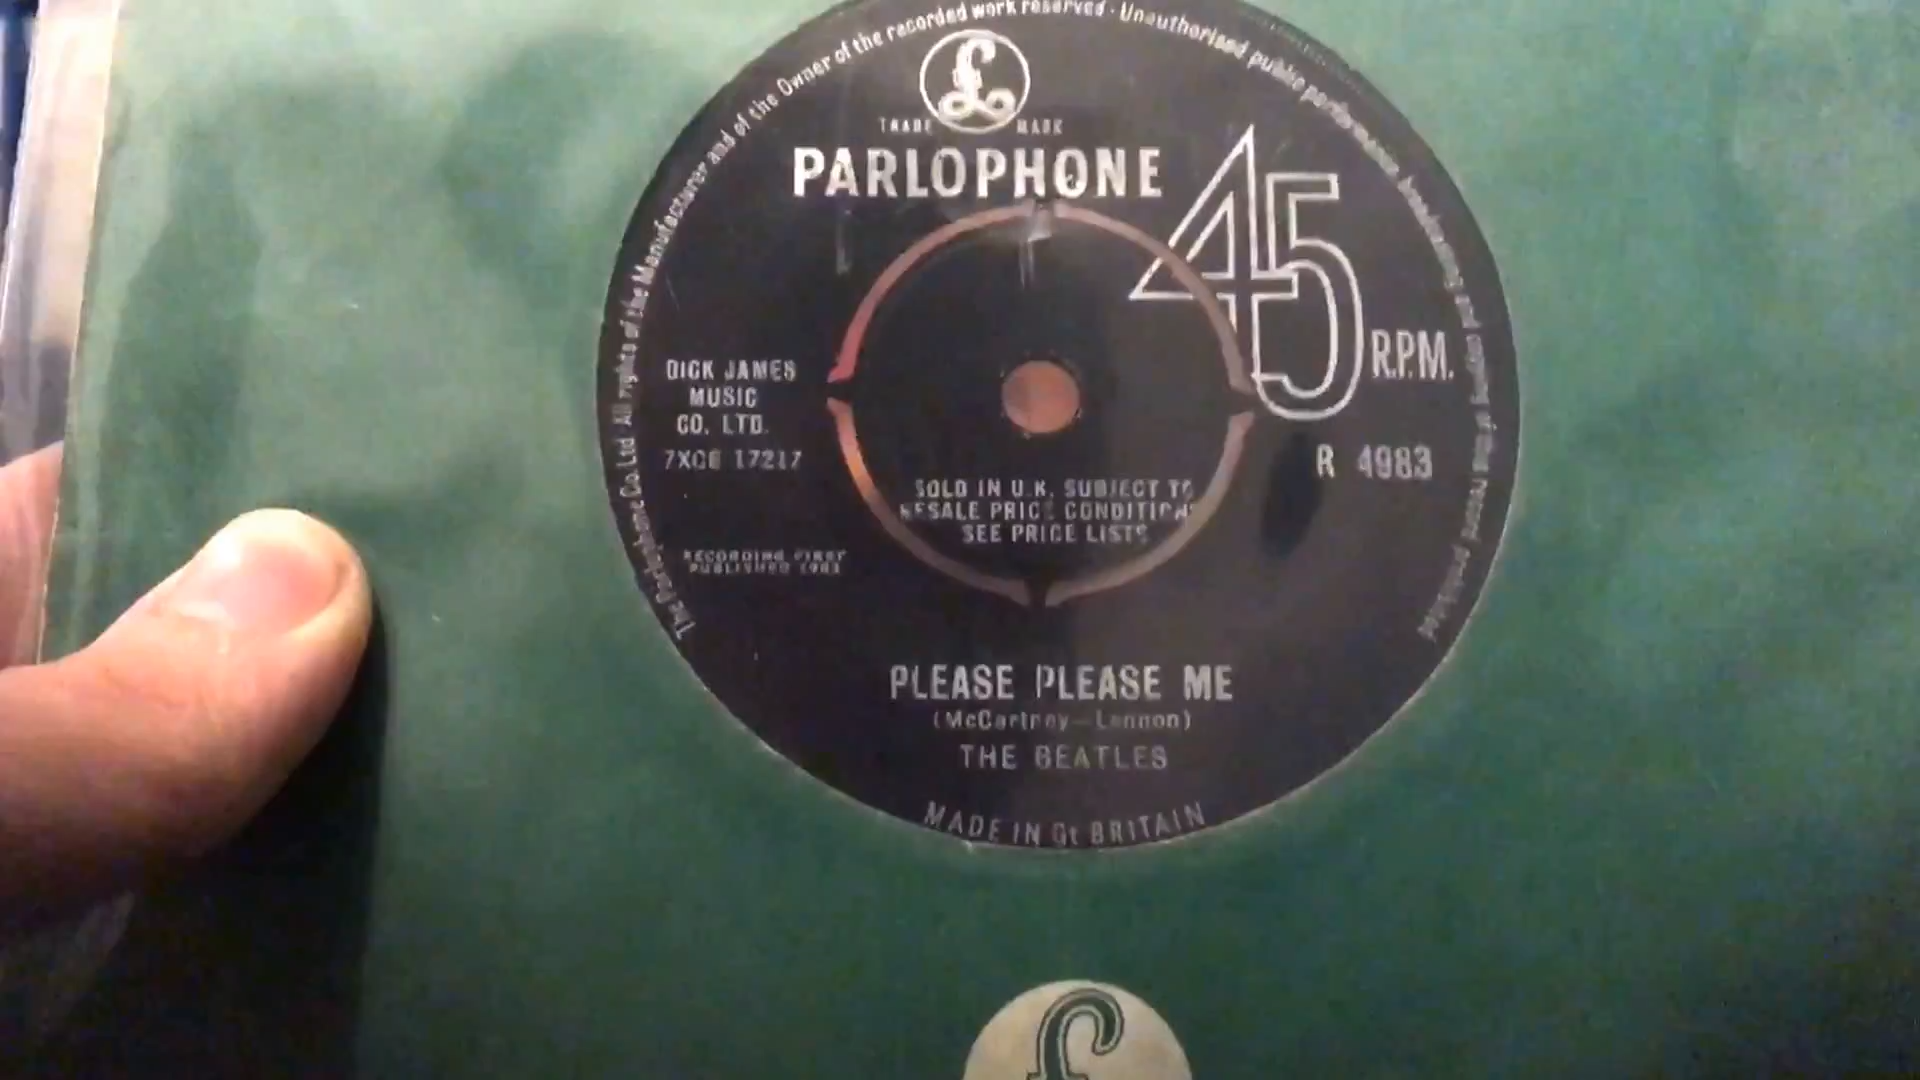 The Parlophone Co. Ltd. All rights of the Manufacturer and of the Owner of the recorded work reserved · Unauthorised public performance broadcasting and copying of this record prohibited
£
TRADE MARK
PARLOPHONE
45
R.P.M.
DICK JAMES
MUSIC
CO. LTD.
7XCE 17217
R 4983
SOLD IN U.K. SUBJECT TO
RESALE PRICE CONDITIONS
SEE PRICE LISTS
RECORDING FIRST
PUBLISHED 1963
PLEASE PLEASE ME
(McCartney—Lennon)
THE BEATLES
MADE IN Gt BRITAIN